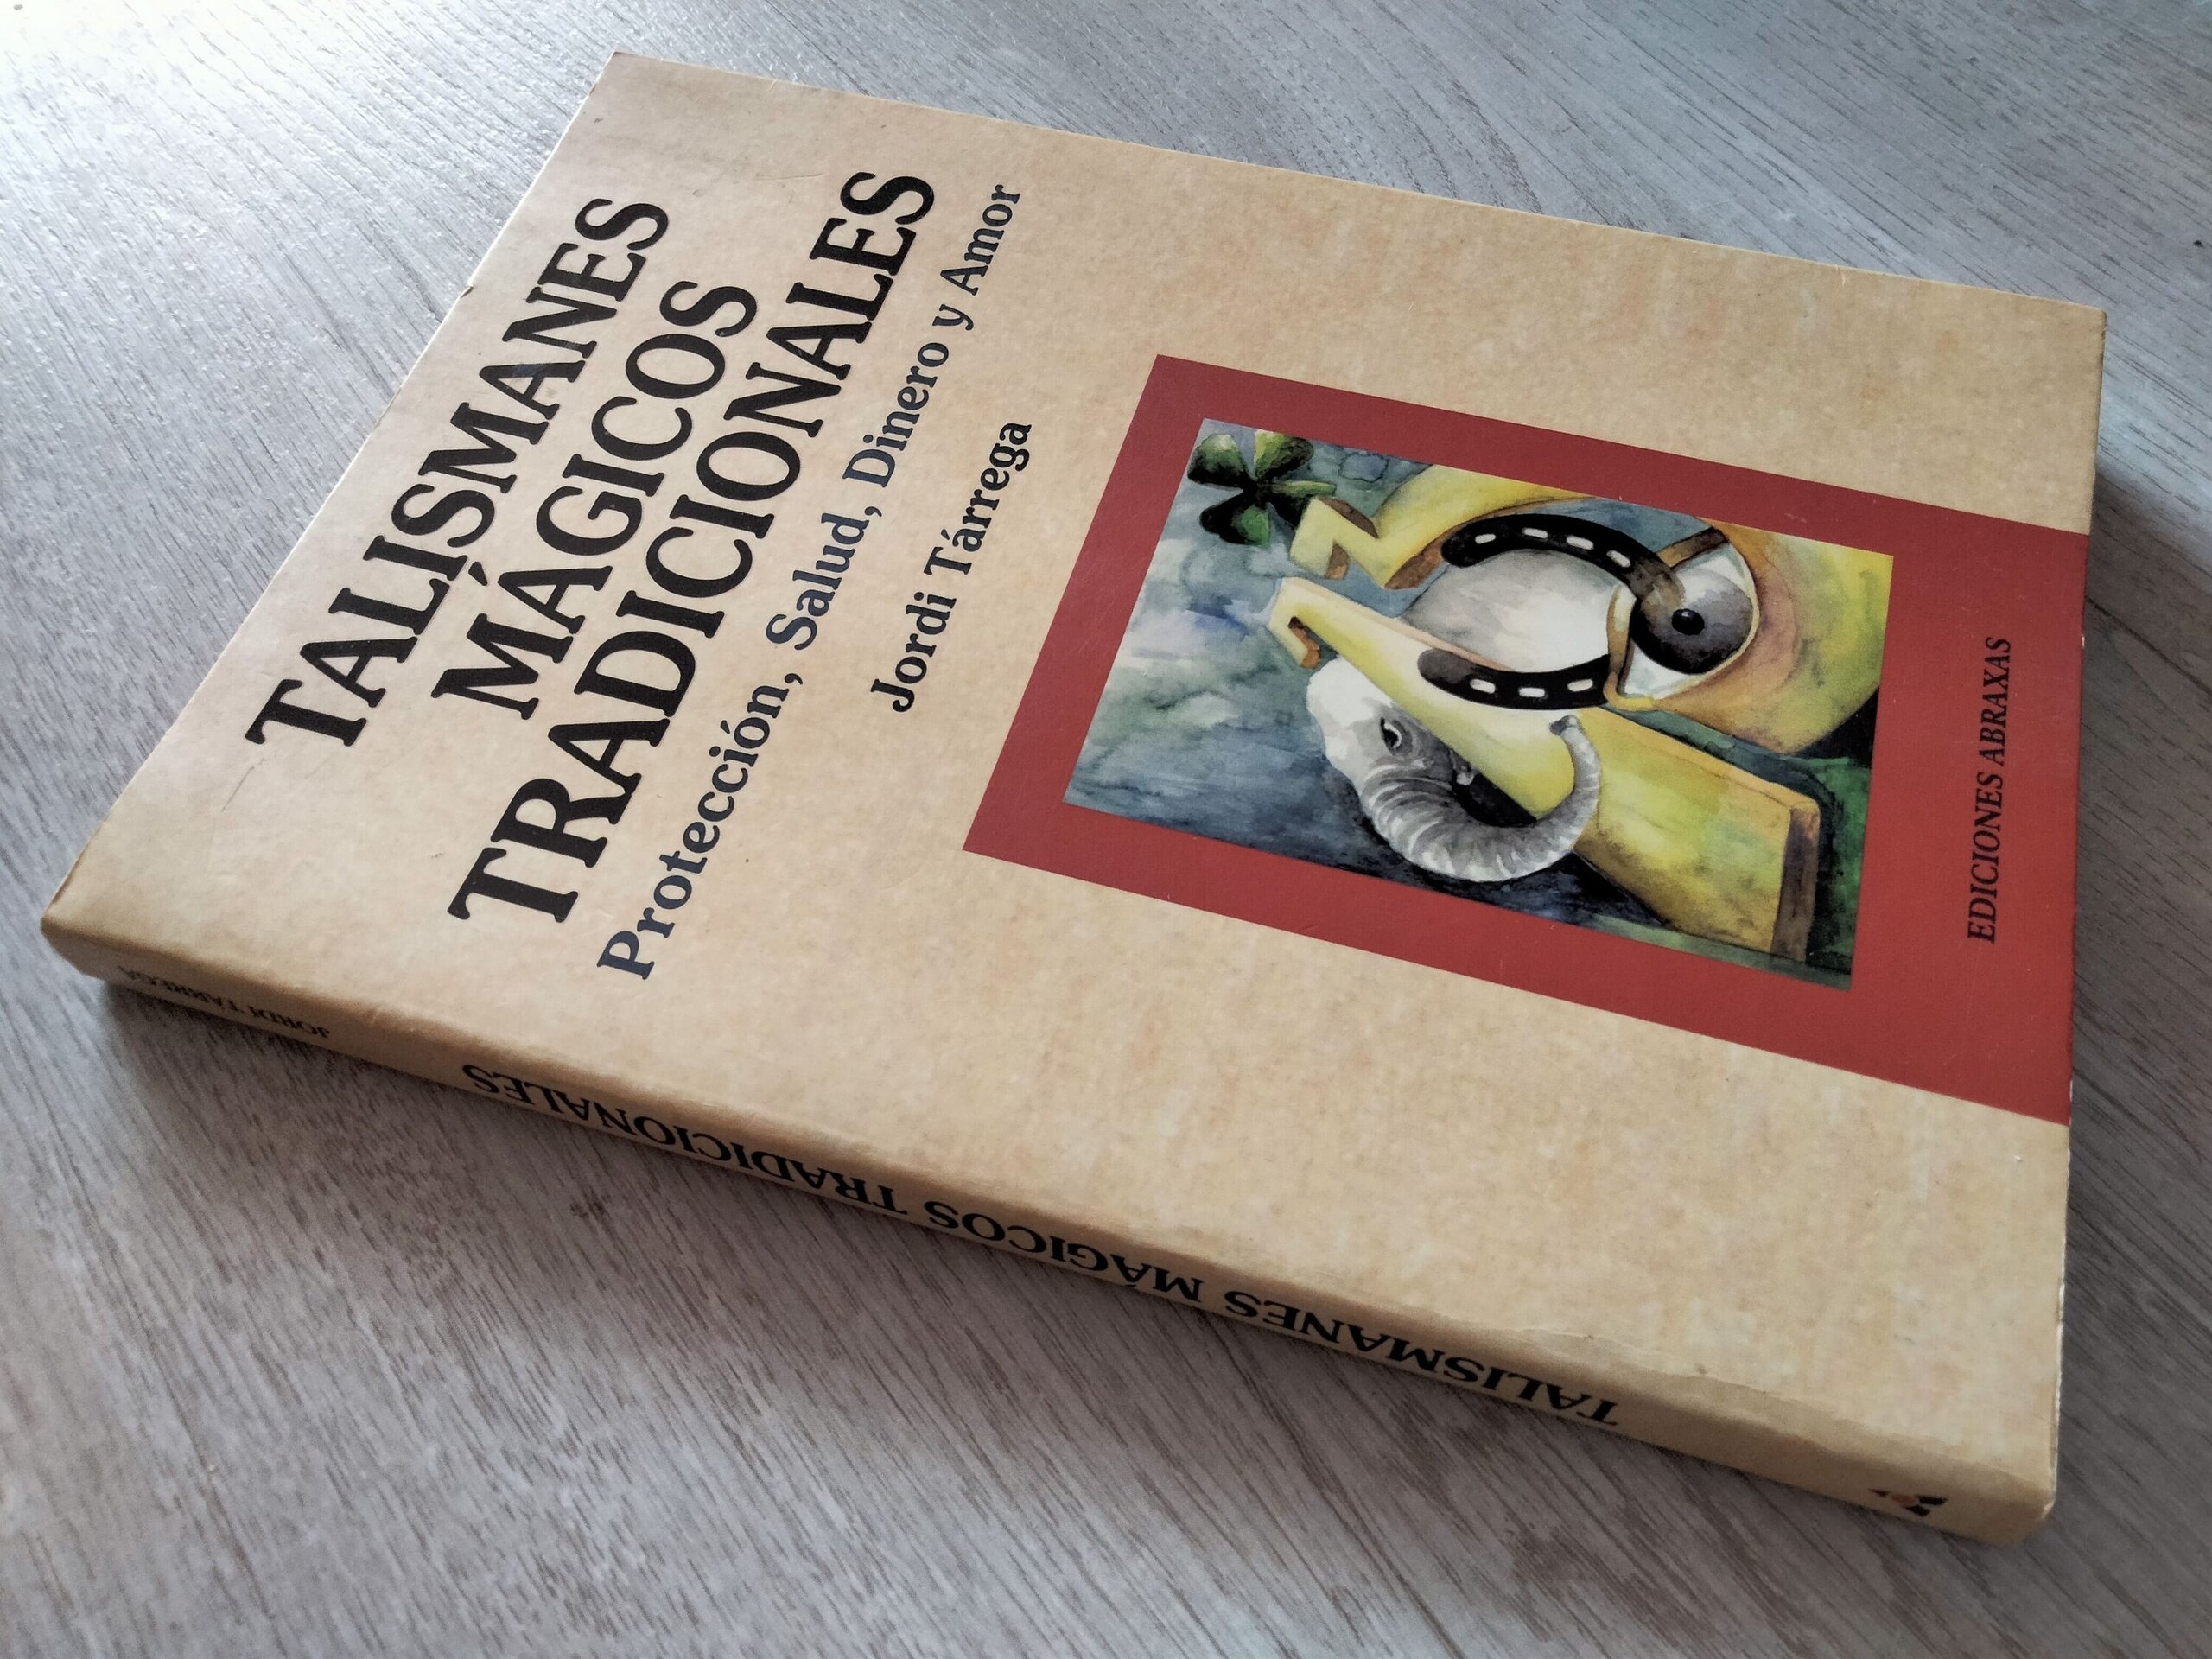 TALISMANES
MÁGICOS
TRADICIONALES
Protección, Salud, Dinero y Amor
Jordi Tárrega
EDICIONES ABRAXAS
TALISMANES MÁGICOS TRADICIONALES
JORDI TÁRREGA